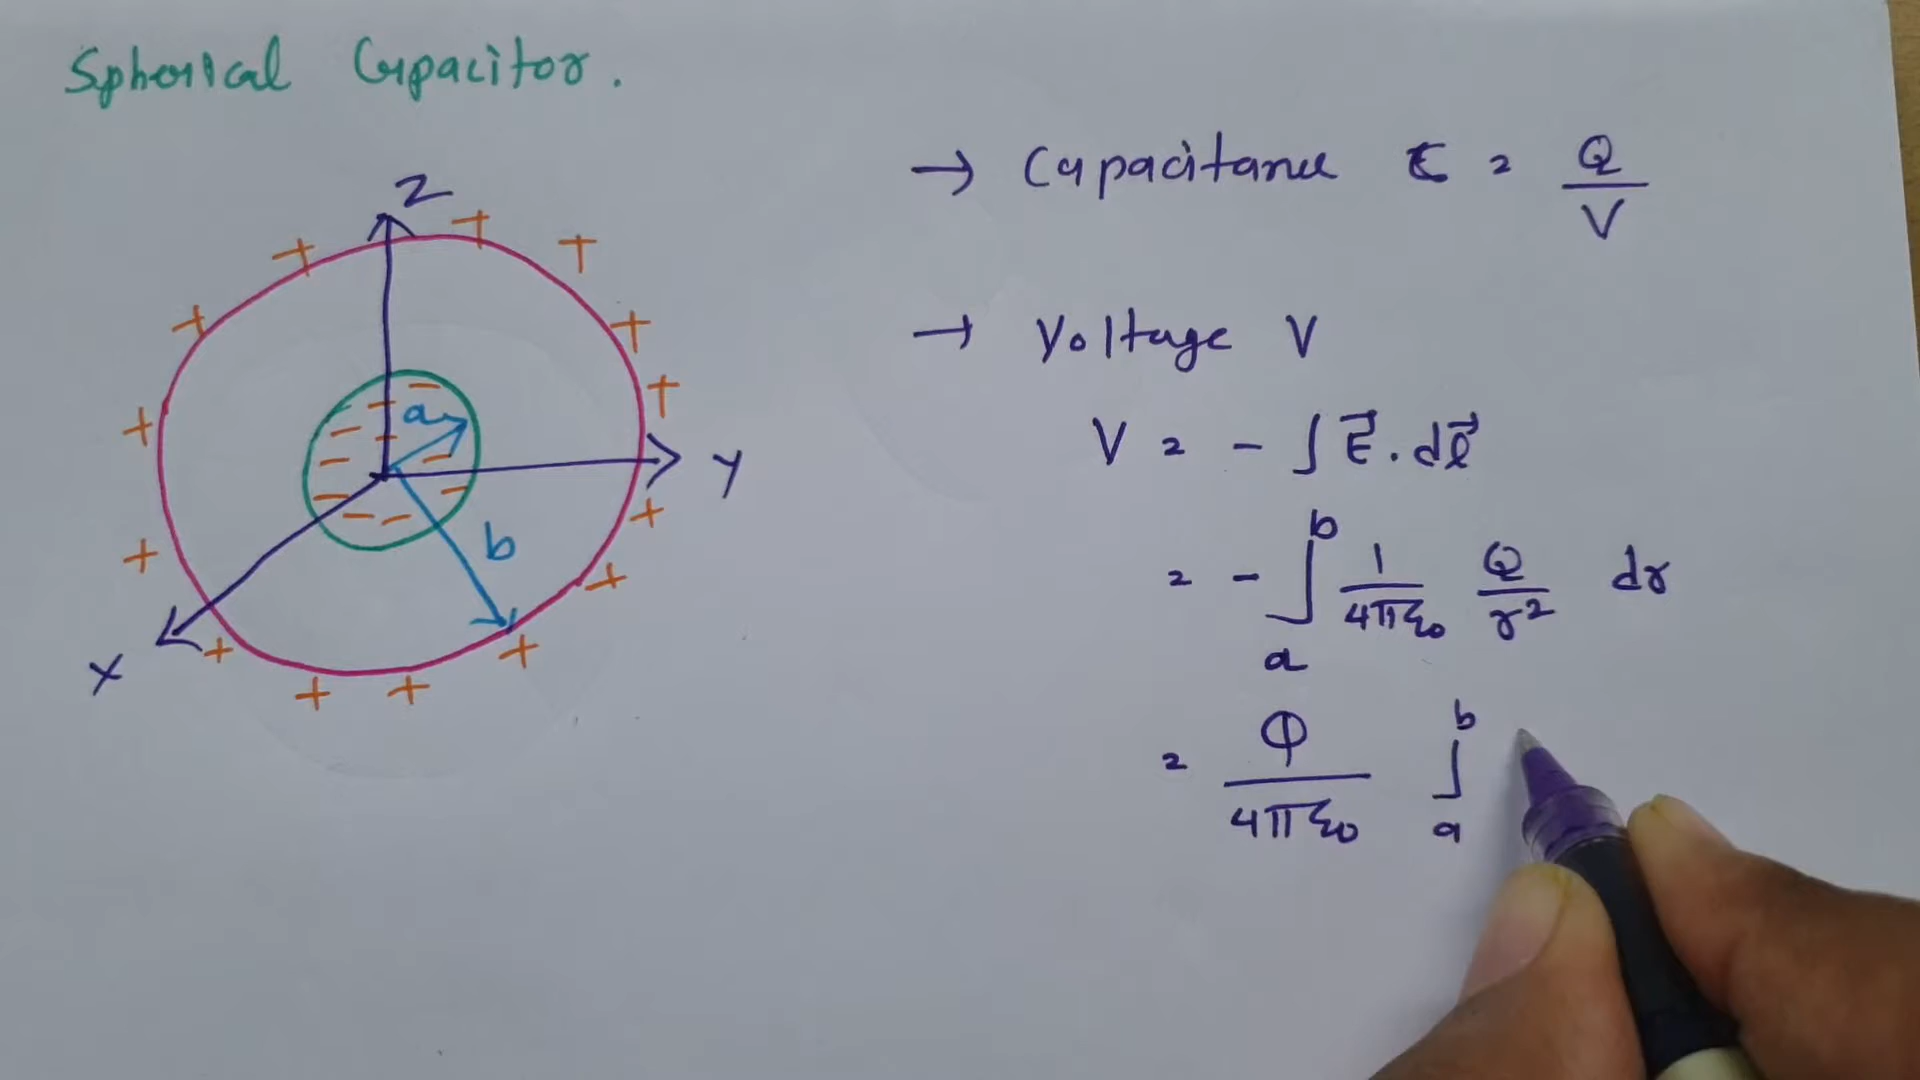 Spherical Capacitor.
→ Capacitance C = Q/V
→ Voltage V
V = - ∫ E⃗ . dl⃗
= - ∫ₐᵇ 1/4πε₀ Q/r² dr
= Q/4πε₀ ∫ₐᵇ
Z
a
Y
b
X